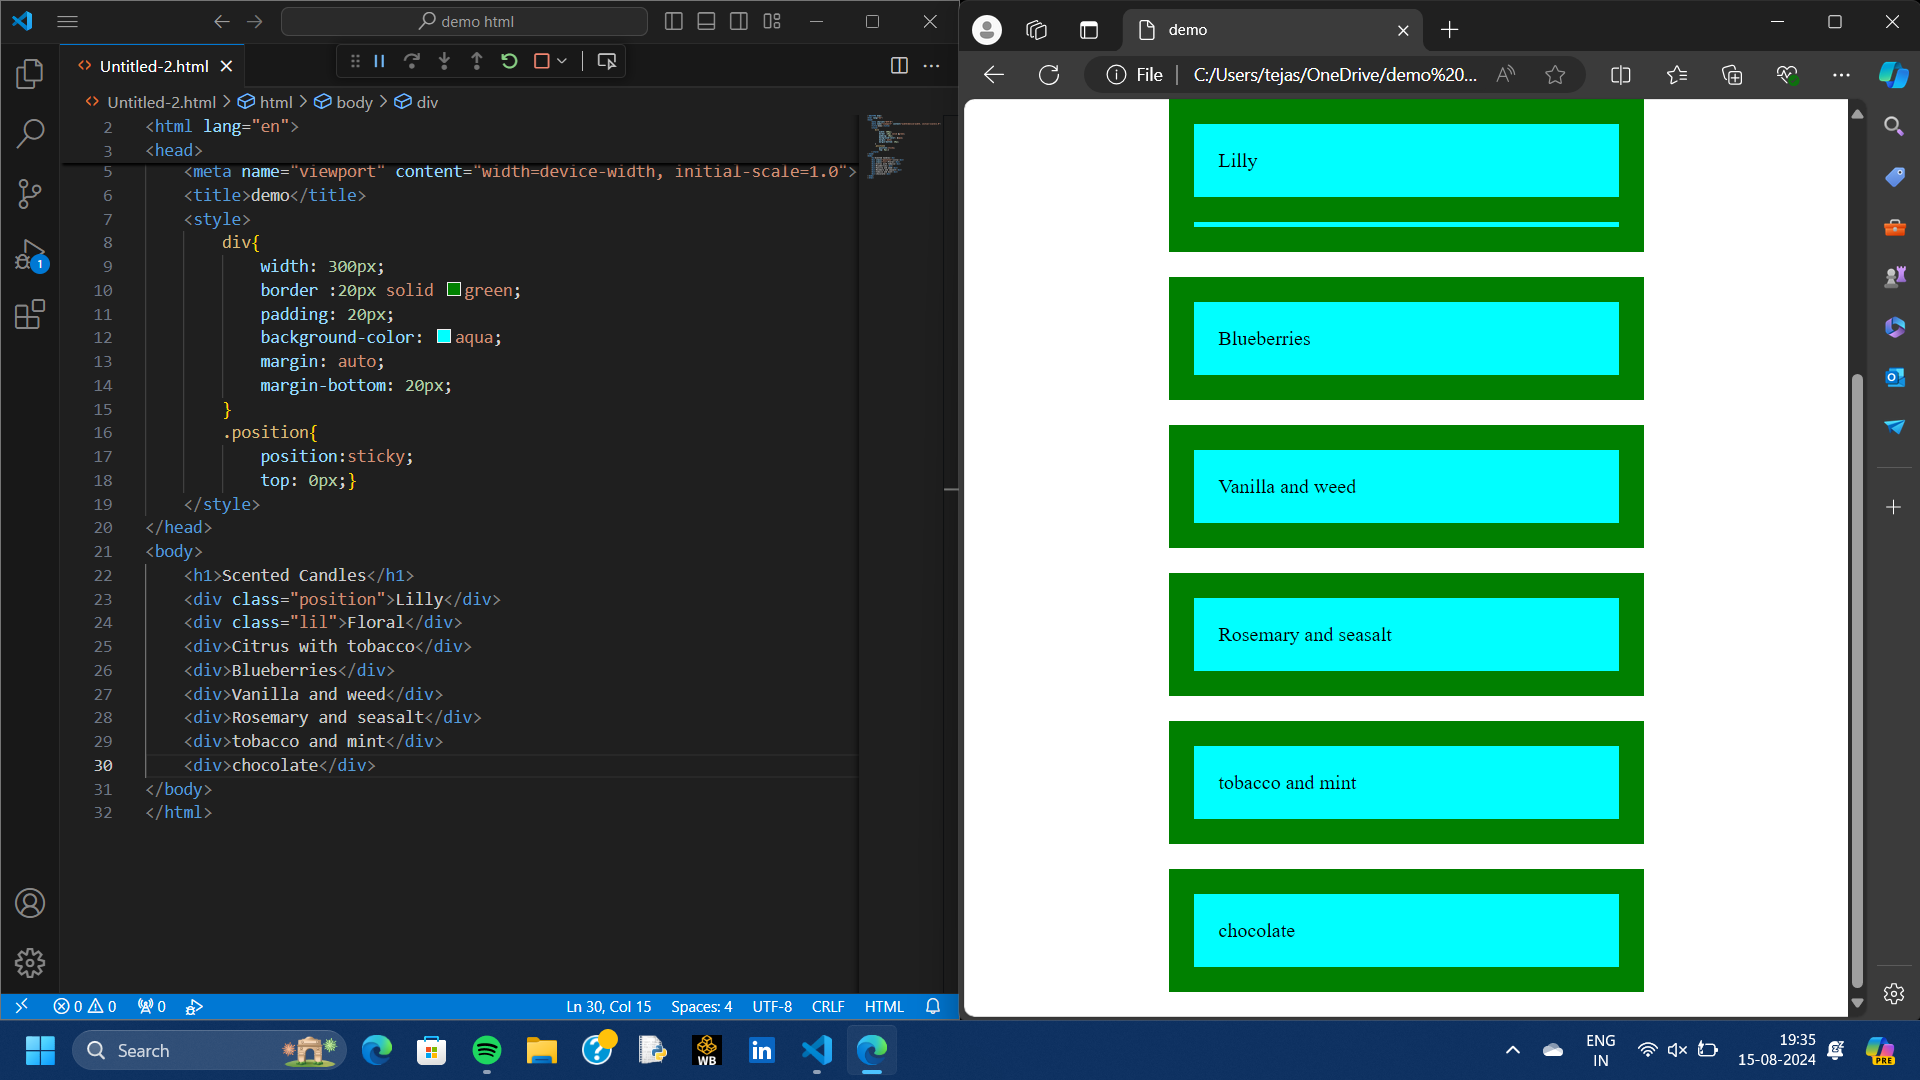 demo html
Untitled-2.html
Untitled-2.html > html > body > div
2 <html lang="en">
3 <head>
5 <meta name="viewport" content="width=device-width, initial-scale=1.0">
6 <title>demo</title>
7 <style>
8 div{
9 width: 300px;
10 border :20px solid green;
11 padding: 20px;
12 background-color: aqua;
13 margin: auto;
14 margin-bottom: 20px;
15 }
16 .position{
17 position:sticky;
18 top: 0px;}
19 </style>
20 </head>
21 <body>
22 <h1>Scented Candles</h1>
23 <div class="position">Lilly</div>
24 <div class="lil">Floral</div>
25 <div>Citrus with tobacco</div>
26 <div>Blueberries</div>
27 <div>Vanilla and weed</div>
28 <div>Rosemary and seasalt</div>
29 <div>tobacco and mint</div>
30 <div>chocolate</div>
31 </body>
32 </html>
1
0 0 0
Ln 30, Col 15 Spaces: 4 UTF-8 CRLF HTML
demo
File C:/Users/tejas/OneDrive/demo%20...
Lilly
Blueberries
Vanilla and weed
Rosemary and seasalt
tobacco and mint
chocolate
Search
WB
in
ENG
IN
19:35
15-08-2024
PRE